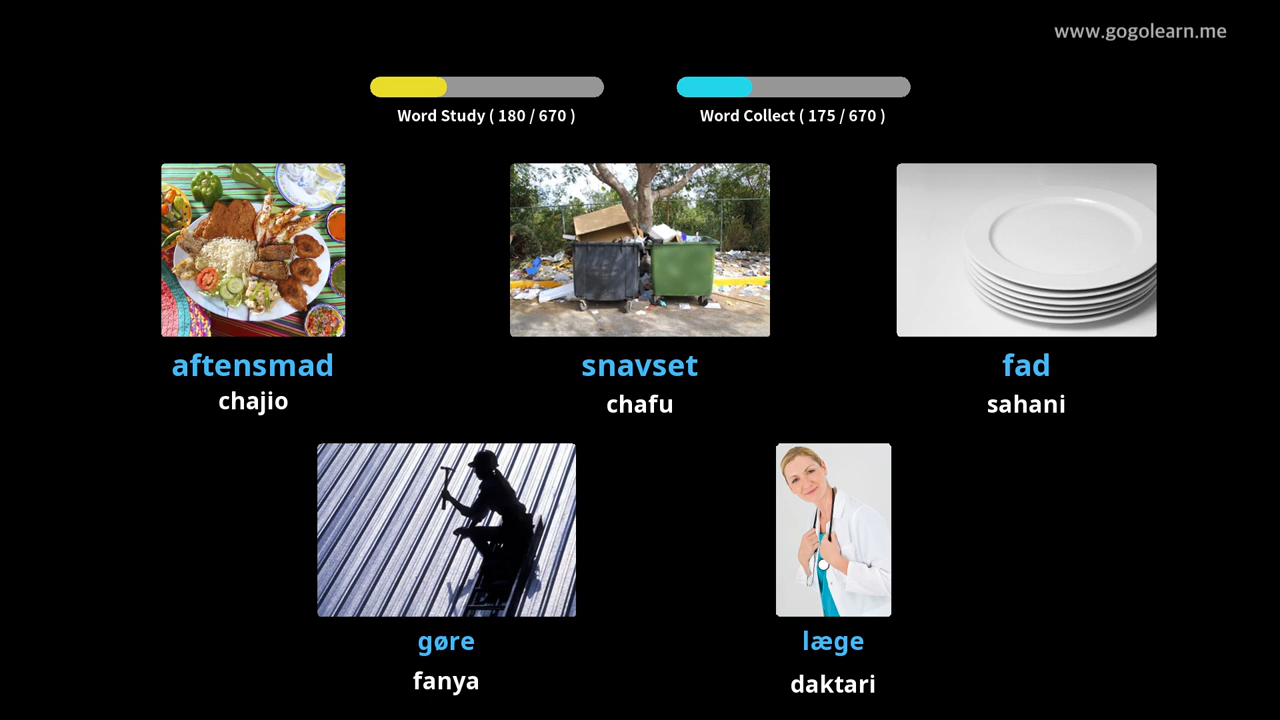 www.gogolearn.me
Word Study ( 180 / 670 )
Word Collect ( 175 / 670 )
aftensmad
chajio
snavset
chafu
fad
sahani
gøre
fanya
læge
daktari